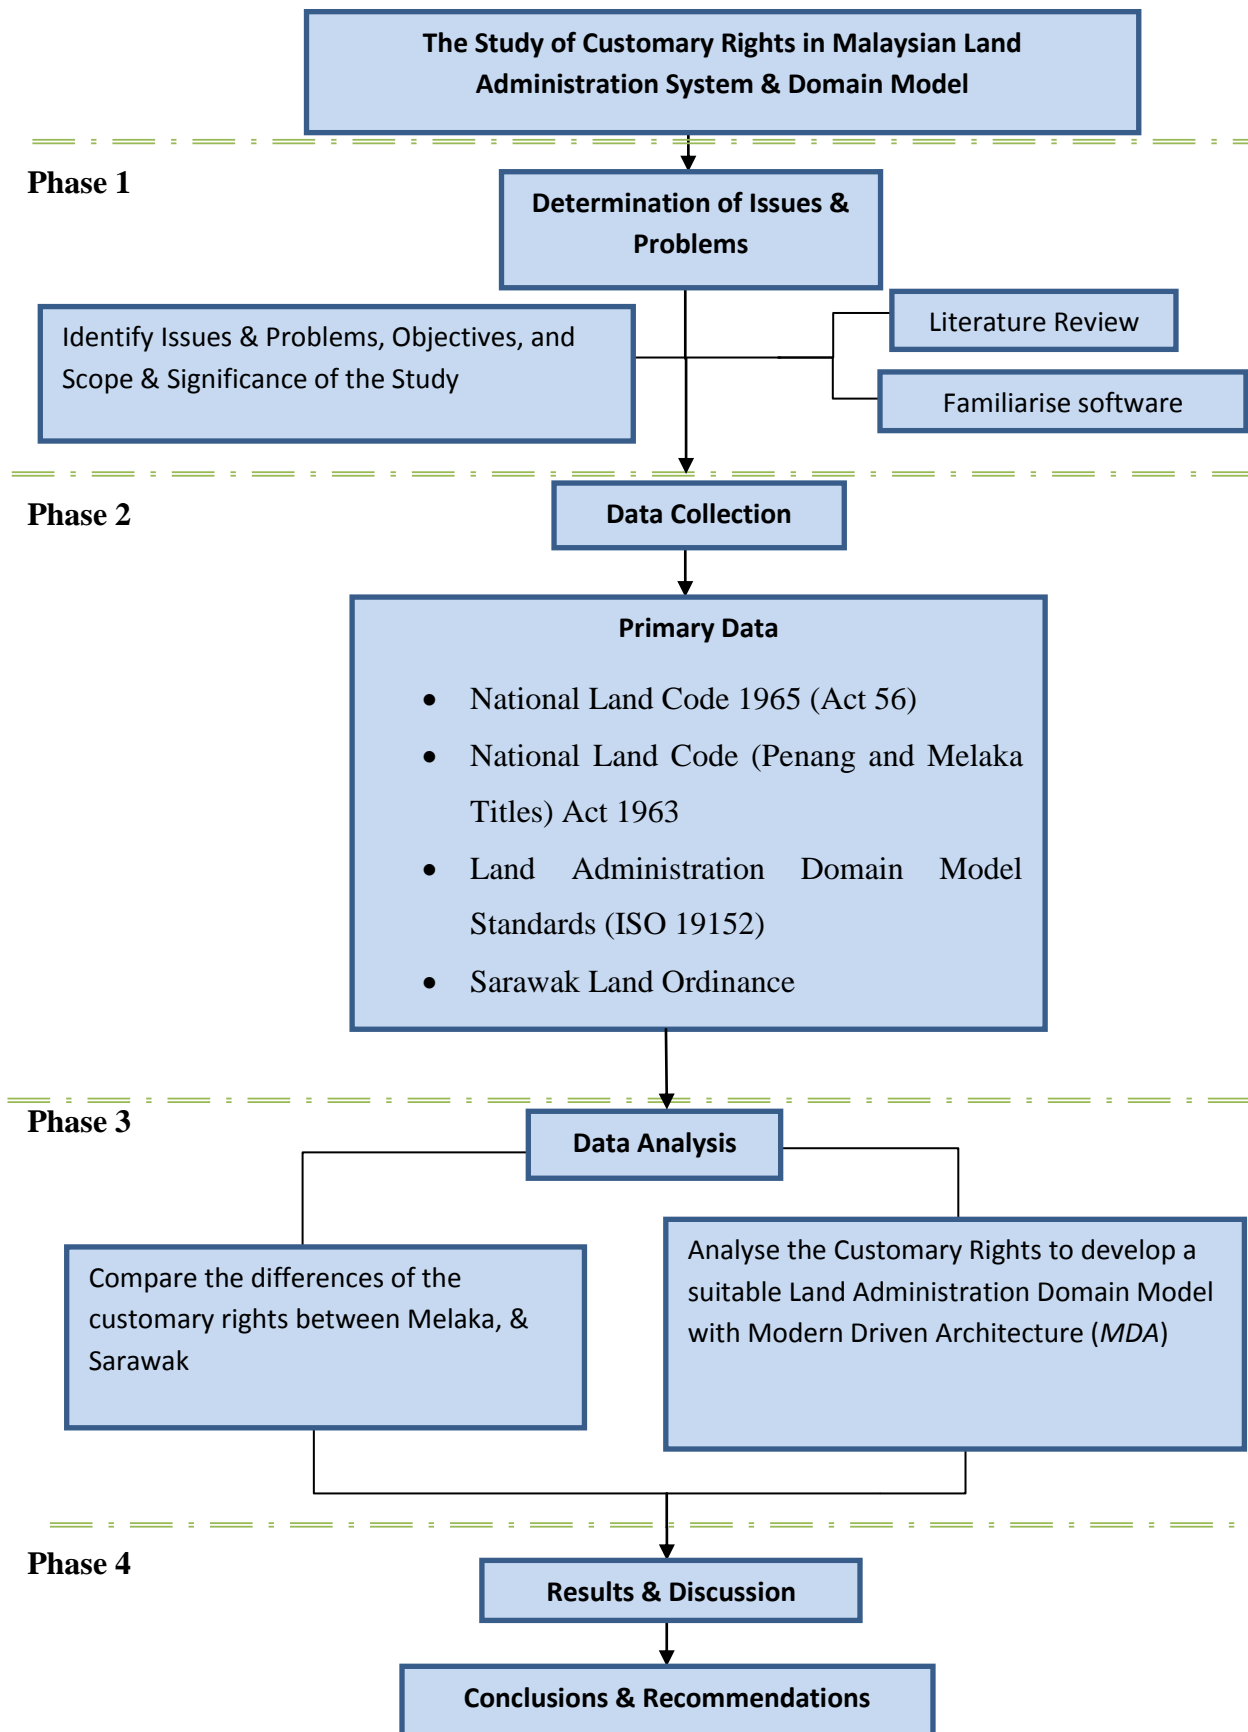 The Study of Customary Rights in Malaysian Land
Administration System & Domain Model
Phase 1
Determination of Issues &
Problems
Identify Issues & Problems, Objectives, and
Scope & Significance of the Study
Literature Review
Familiarise software
Phase 2
Data Collection
Primary Data
• National Land Code 1965 (Act 56)
• National Land Code (Penang and Melaka
Titles) Act 1963
• Land Administration Domain Model
Standards (ISO 19152)
• Sarawak Land Ordinance
Phase 3
Data Analysis
Compare the differences of the
customary rights between Melaka, &
Sarawak
Analyse the Customary Rights to develop a
suitable Land Administration Domain Model
with Modern Driven Architecture (MDA)
Phase 4
Results & Discussion
Conclusions & Recommendations